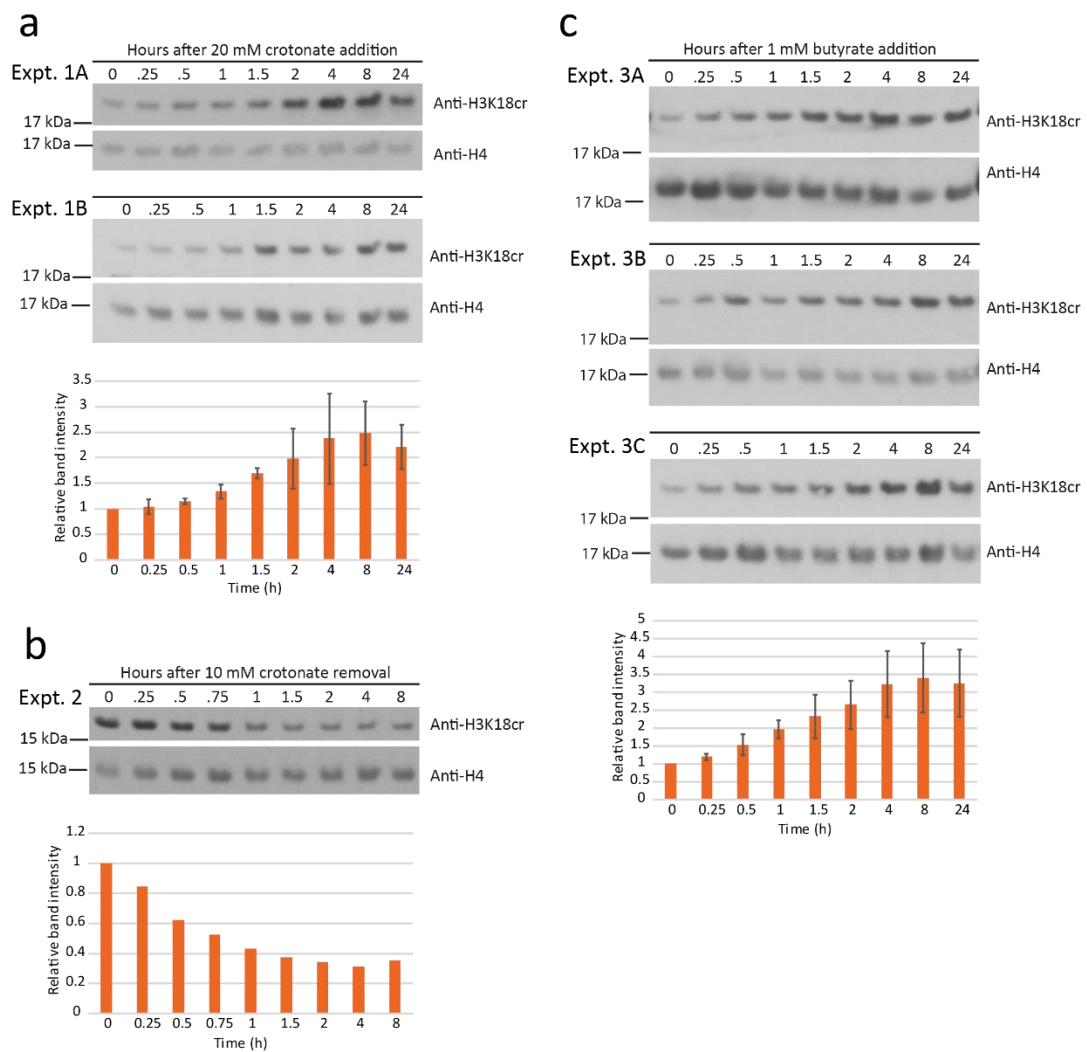 a
Hours after 20 mM crotonate addition
Expt. 1A 0 .25 .5 1 1.5 2 4 8 24
Anti-H3K18cr
17 kDa
17 kDa
Anti-H4
Expt. 1B 0 .25 .5 1 1.5 2 4 8 24
Anti-H3K18cr
17 kDa
17 kDa
Anti-H4
3.5
3
2.5
2
1.5
1
0.5
0
Relative band intensity
0 0.25 0.5 1 1.5 2 4 8 24
Time (h)
b
Hours after 10 mM crotonate removal
Expt. 2 0 .25 .5 .75 1 1.5 2 4 8
Anti-H3K18cr
15 kDa
15 kDa
Anti-H4
1.2
1
0.8
0.6
0.4
0.2
0
Relative band intensity
0 0.25 0.5 0.75 1 1.5 2 4 8
Time (h)
c
Hours after 1 mM butyrate addition
Expt. 3A 0 .25 .5 1 1.5 2 4 8 24
Anti-H3K18cr
17 kDa
Anti-H4
17 kDa
Expt. 3B 0 .25 .5 1 1.5 2 4 8 24
Anti-H3K18cr
17 kDa
17 kDa
Anti-H4
Expt. 3C 0 .25 .5 1 1.5 2 4 8 24
Anti-H3K18cr
17 kDa
17 kDa
Anti-H4
5
4.5
4
3.5
3
2.5
2
1.5
1
0.5
0
Relative band intensity
0 0.25 0.5 1 1.5 2 4 8 24
Time (h)